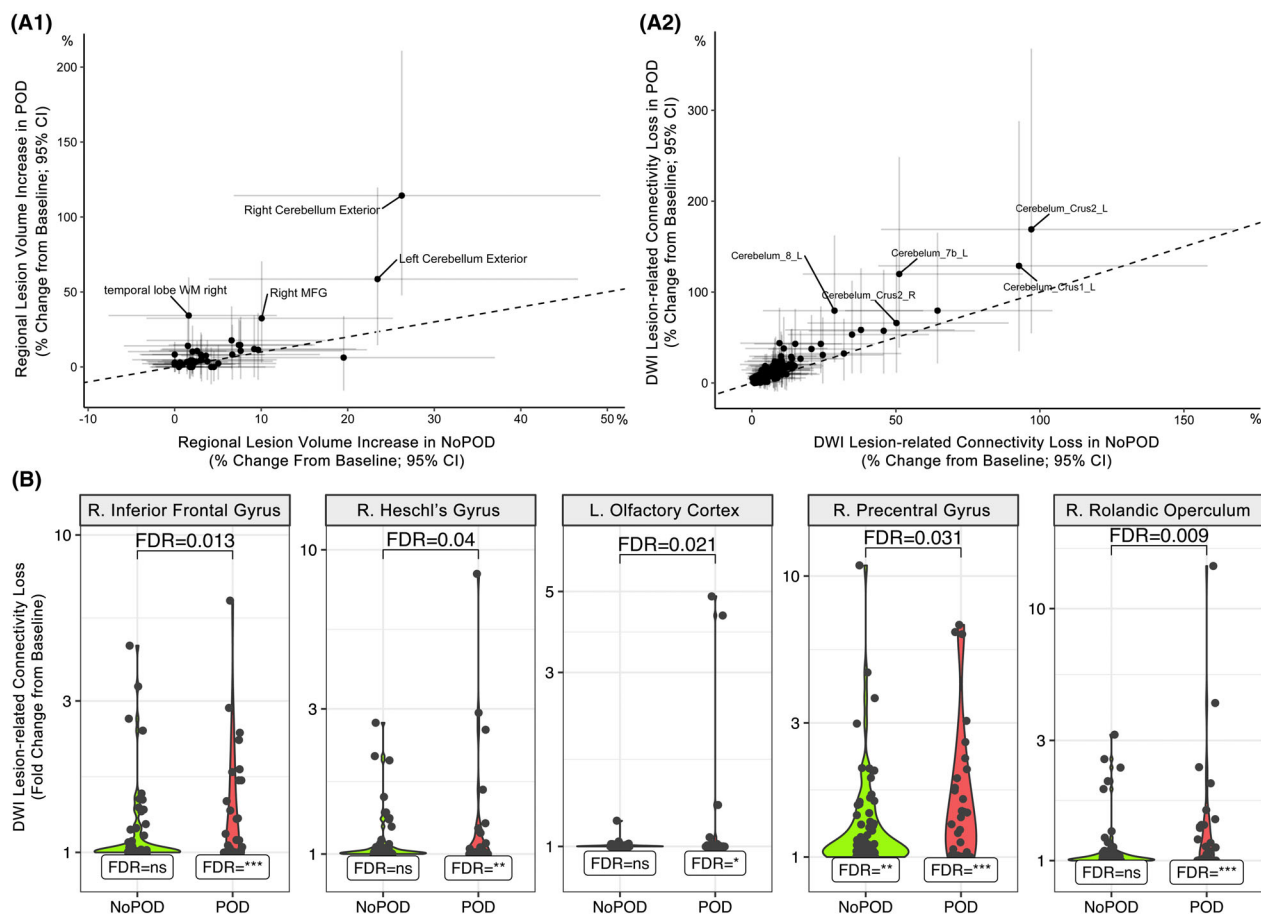 (A1)
%
200
150
100
50
0
Regional Lesion Volume Increase in POD
(% Change from Baseline; 95% CI)
Right Cerebellum Exterior
Left Cerebellum Exterior
temporal lobe WM right
Right MFG
-10
0
10
20
30
40
50
%
Regional Lesion Volume Increase in NoPOD
(% Change From Baseline; 95% CI)
(A2)
%
300
200
100
0
DWI Lesion-related Connectivity Loss in POD
(% Change from Baseline; 95% CI)
Cerebelum_Crus2_L
Cerebelum_8_L
Cerebelum_7b_L
Cerebelum_Crus2_R
Cerebelum_Crus1_L
0
50
100
150
%
DWI Lesion-related Connectivity Loss in NoPOD
(% Change from Baseline; 95% CI)
(B)
DWI Lesion-related Connectivity Loss
(Fold Change from Baseline)
R. Inferior Frontal Gyrus
FDR=0.013
10
3
1
FDR=ns
FDR=***
NoPOD
POD
R. Heschl's Gyrus
FDR=0.04
10
3
1
FDR=ns
FDR=**
NoPOD
POD
L. Olfactory Cortex
FDR=0.021
5
3
1
FDR=ns
FDR=*
NoPOD
POD
R. Precentral Gyrus
FDR=0.031
10
3
1
FDR=**
FDR=***
NoPOD
POD
R. Rolandic Operculum
FDR=0.009
10
3
1
FDR=ns
FDR=***
NoPOD
POD